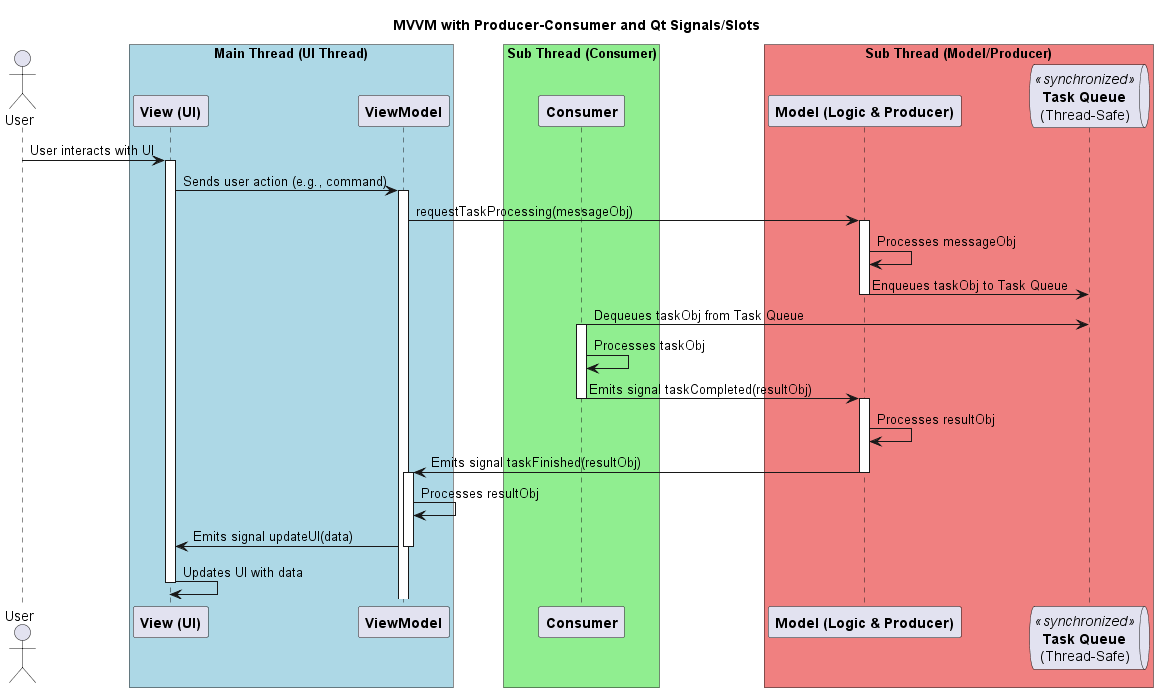 MVVM with Producer-Consumer and Qt Signals/Slots
Main Thread (UI Thread)
Sub Thread (Consumer)
Sub Thread (Model/Producer)
User
View (UI)
ViewModel
Consumer
Model (Logic & Producer)
«synchronized»
Task Queue
(Thread-Safe)
User interacts with UI
Sends user action (e.g., command)
requestTaskProcessing(messageObj)
Processes messageObj
Enqueues taskObj to Task Queue
Dequeues taskObj from Task Queue
Processes taskObj
Emits signal taskCompleted(resultObj)
Processes resultObj
Emits signal taskFinished(resultObj)
Processes resultObj
Emits signal updateUI(data)
Updates UI with data
User
View (UI)
ViewModel
Consumer
Model (Logic & Producer)
«synchronized»
Task Queue
(Thread-Safe)